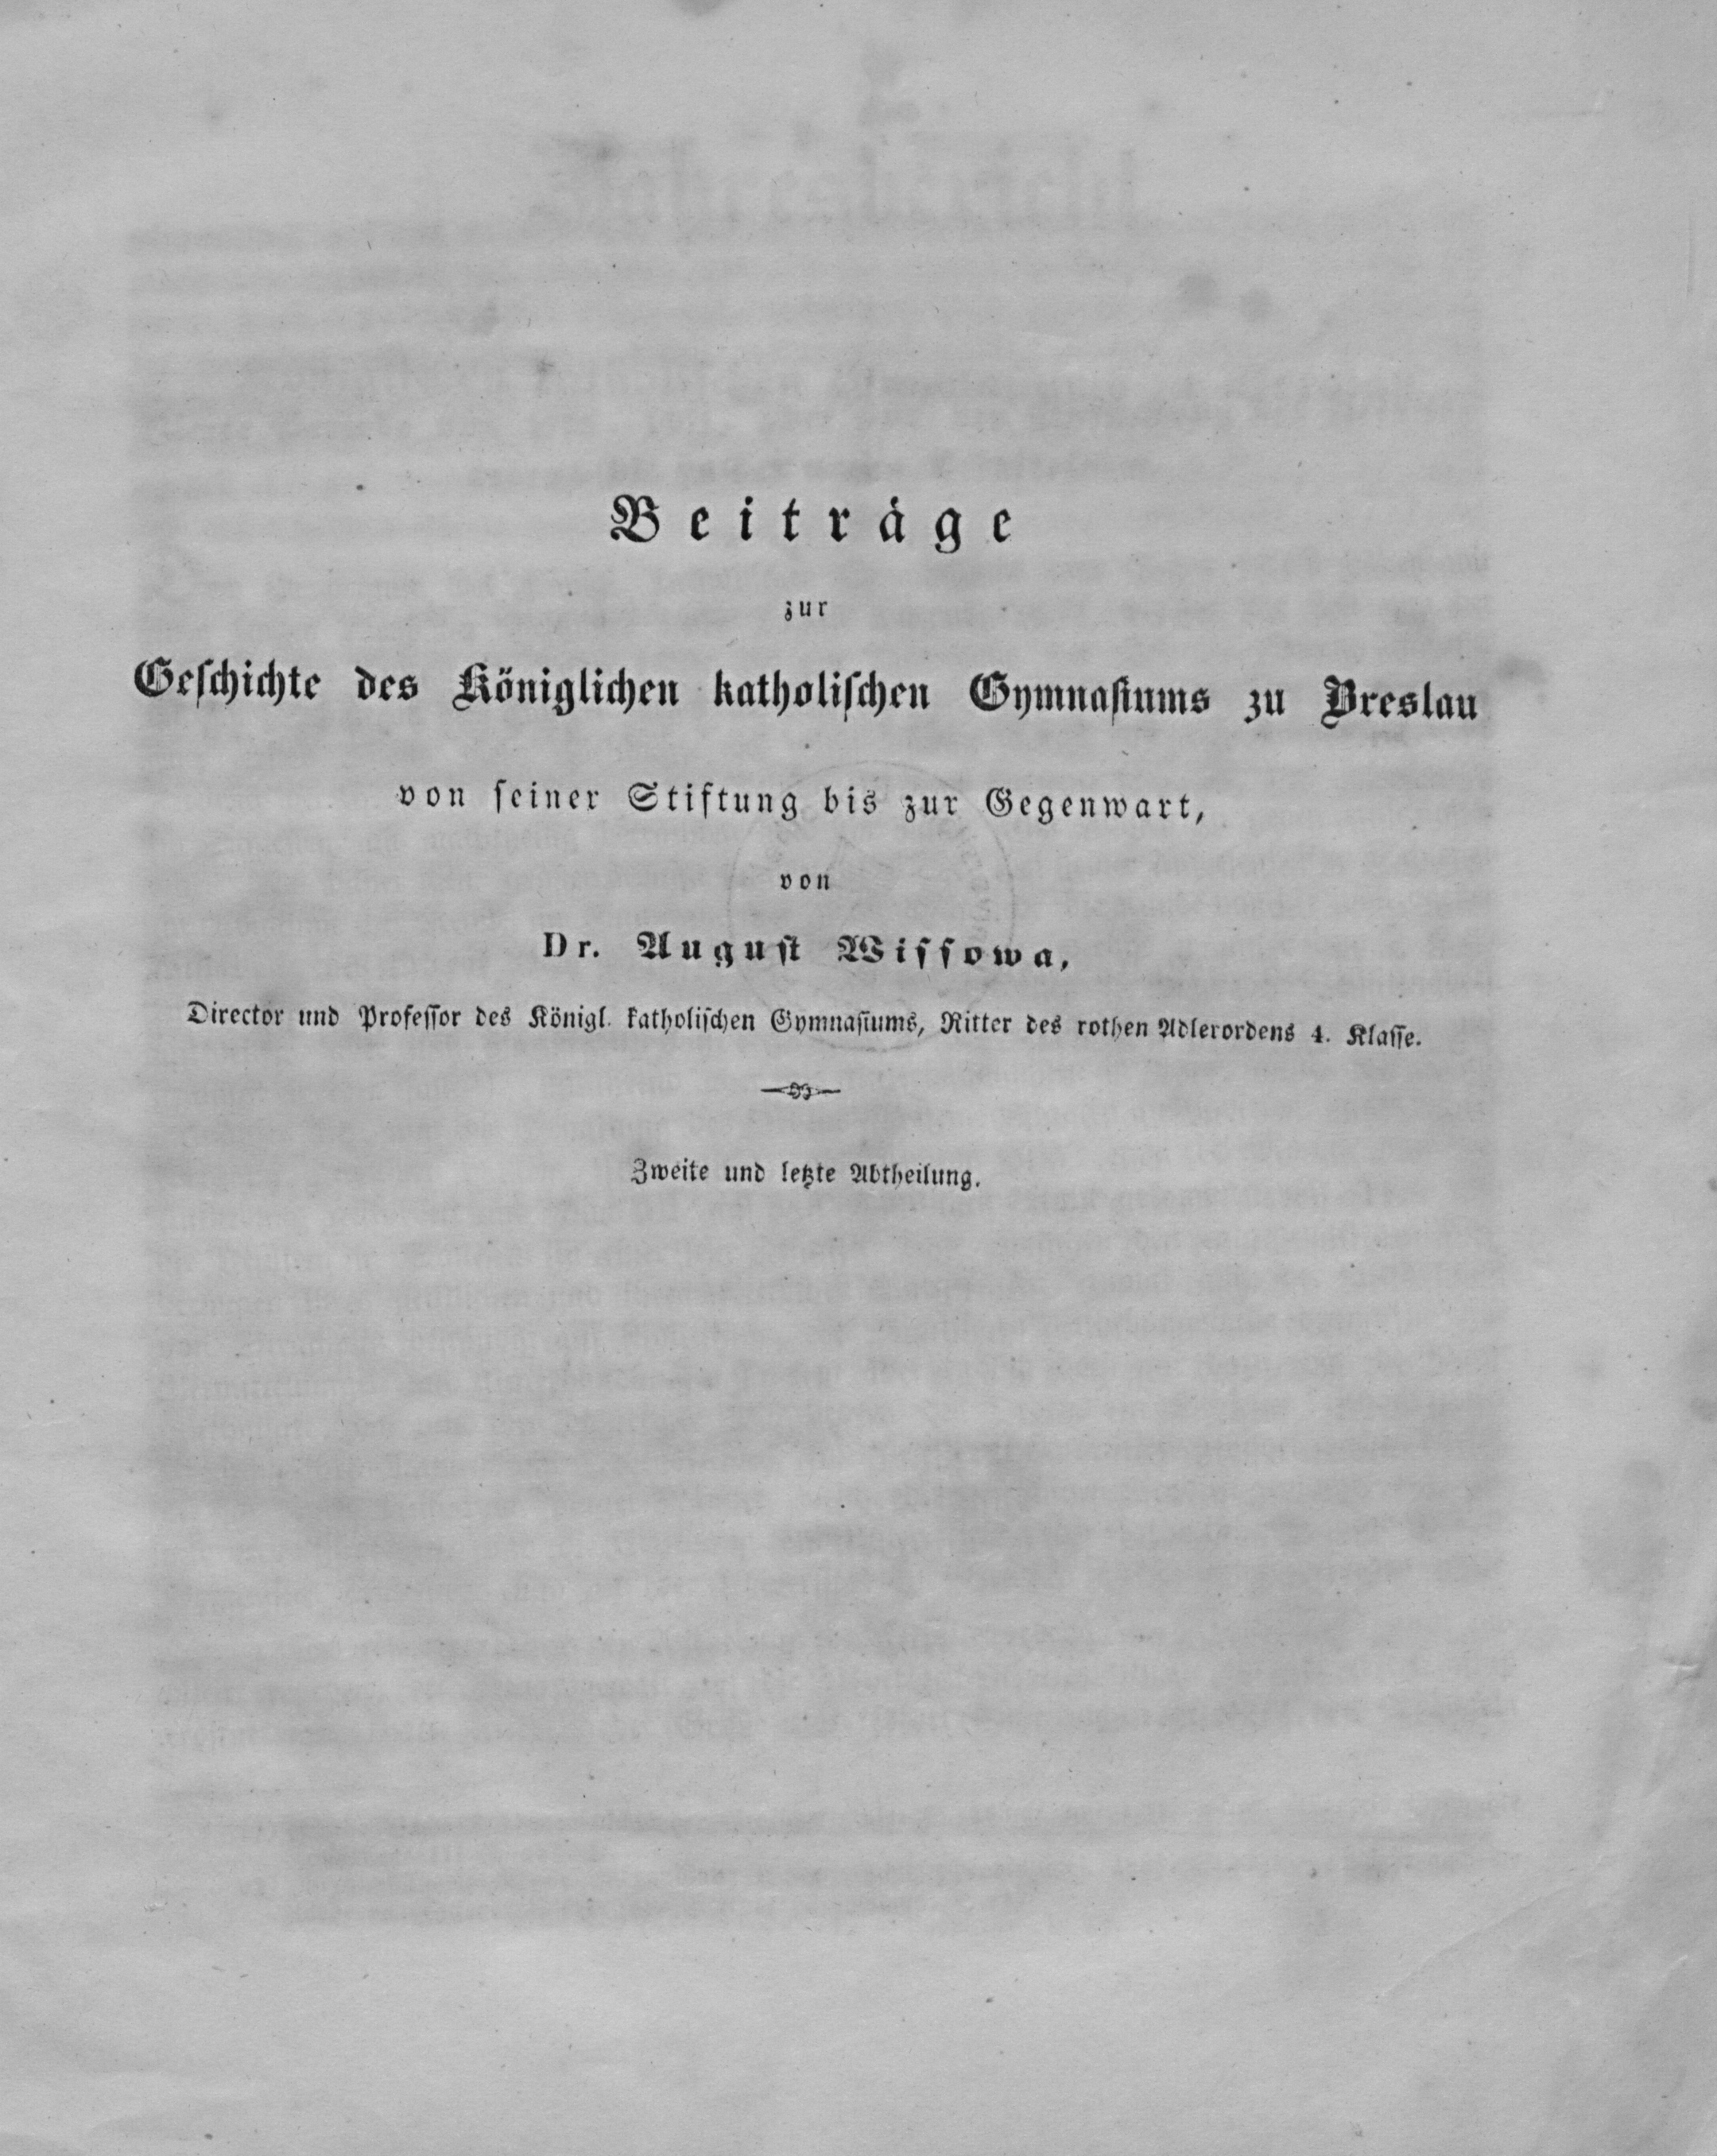 Beiträge
zur
Geschichte des Königlichen katholischen Gymnasiums zu Breslau
von seiner Stiftung bis zur Gegenwart,
von
Dr. August Wissowa,
Director und Professor des Königl. katholischen Gymnasiums, Ritter des rothen Adlerordens 4. Klasse.
Zweite und letzte Abtheilung.